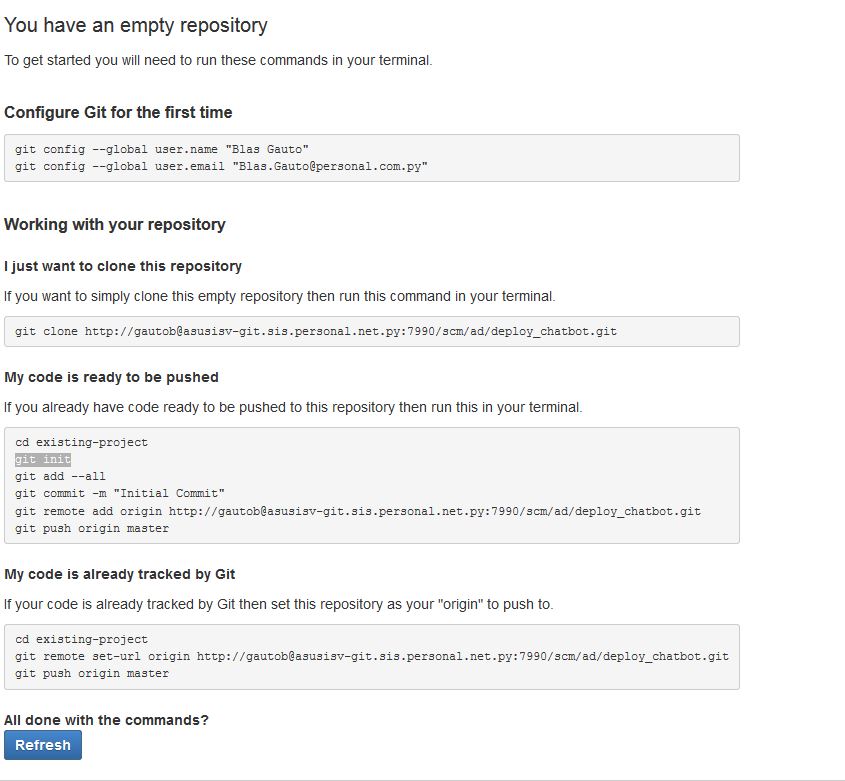 You have an empty repository
To get started you will need to run these commands in your terminal.
Configure Git for the first time
git config --global user.name "Blas Gauto"
git config --global user.email "Blas.Gauto@personal.com.py"
Working with your repository
I just want to clone this repository
If you want to simply clone this empty repository then run this command in your terminal.
git clone http://gautob@asusisv-git.sis.personal.net.py:7990/scm/ad/deploy_chatbot.git
My code is ready to be pushed
If you already have code ready to be pushed to this repository then run this in your terminal.
cd existing-project
git init
git add --all
git commit -m "Initial Commit"
git remote add origin http://gautob@asusisv-git.sis.personal.net.py:7990/scm/ad/deploy_chatbot.git
git push origin master
My code is already tracked by Git
If your code is already tracked by Git then set this repository as your "origin" to push to.
cd existing-project
git remote set-url origin http://gautob@asusisv-git.sis.personal.net.py:7990/scm/ad/deploy_chatbot.git
git push origin master
All done with the commands?
Refresh